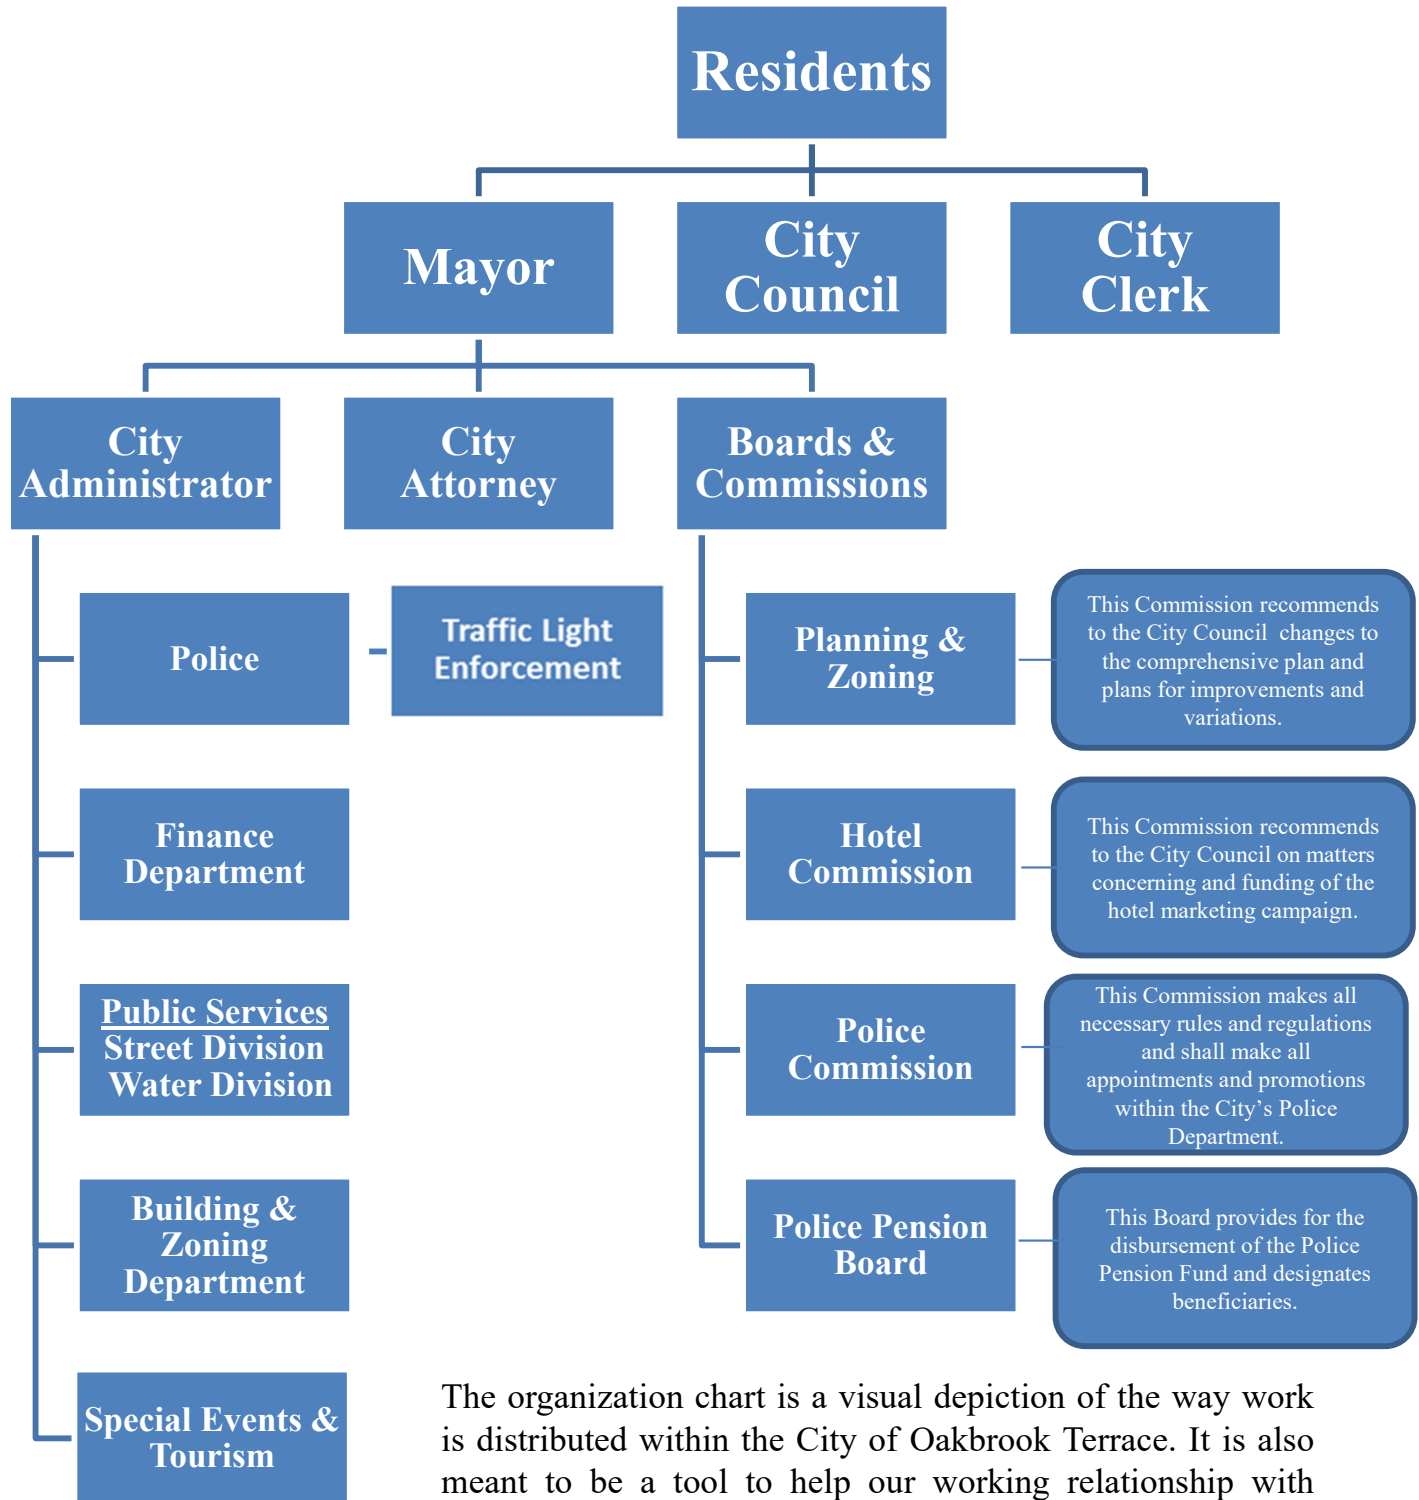 Residents
Mayor
City
Council
City
Clerk
City
Administrator
City
Attorney
Boards &
Commissions
Police
Traffic Light
Enforcement
Finance
Department
Public Services
Street Division
Water Division
Building &
Zoning
Department
Special Events &
Tourism
Planning &
Zoning
This Commission recommends
to the City Council changes to
the comprehensive plan and
plans for improvements and
variations.
Hotel
Commission
This Commission recommends
to the City Council on matters
concerning and funding of the
hotel marketing campaign.
Police
Commission
This Commission makes all
necessary rules and regulations
and shall make all
appointments and promotions
within the City’s Police
Department.
Police Pension
Board
This Board provides for the
disbursement of the Police
Pension Fund and designates
beneficiaries.
The organization chart is a visual depiction of the way work
is distributed within the City of Oakbrook Terrace. It is also
meant to be a tool to help our working relationship with